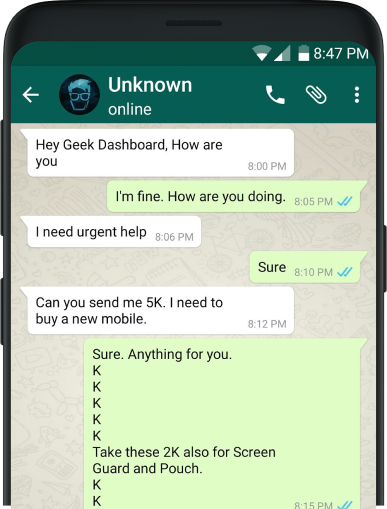 8:47 PM
Unknown
online
Hey Geek Dashboard, How are
you
8:00 PM
I'm fine. How are you doing. 8:05 PM
I need urgent help 8:06 PM
Sure 8:10 PM
Can you send me 5K. I need to
buy a new mobile.
8:12 PM
Sure. Anything for you.
K
K
K
K
K
Take these 2K also for Screen
Guard and Pouch.
K
K 8:15 PM